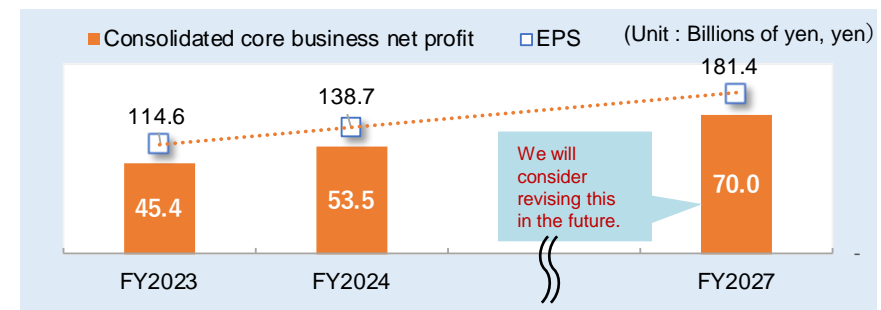 Consolidated core business net profit
EPS
(Unit : Billions of yen, yen）
114.6
138.7
181.4
45.4
53.5
We will
consider
revising this
in the future.
70.0
-
FY2023
FY2024
FY2027